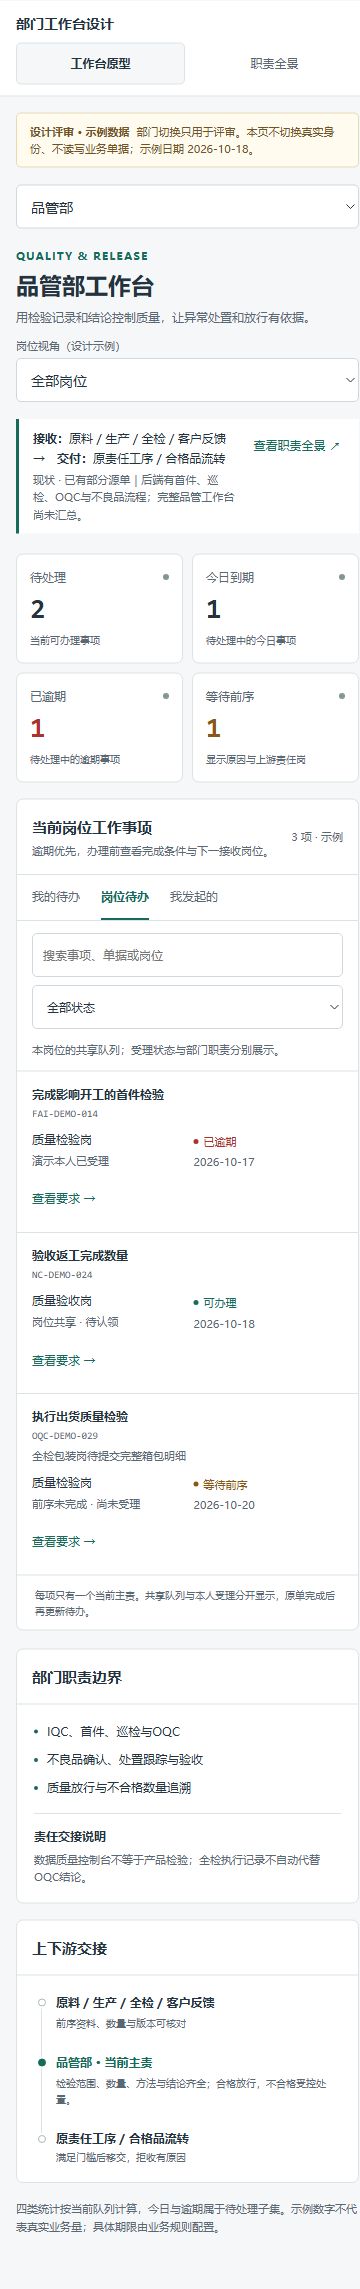 部门工作台设计
工作台原型
职责全景
设计评审·示例数据 部门切换只用于评审。本页不切换真实身
份、不读写业务单据；示例日期 2026-10-18。
品管部
QUALITY & RELEASE
品管部工作台
用检验记录和结论控制质量，让异常处置和放行有依据。
岗位视角（设计示例）
全部岗位
接收：原料 / 生产 / 全检 / 客户反馈
→ 交付：原责任工序 / 合格品流转
查看职责全景 ↗
现状 · 已有部分源单｜后端有首件、巡
检、OQC与不良品流程；完整品管工作台
尚未汇总。
待处理
2
当前可办理事项
今日到期
1
待处理中的今日事项
已逾期
1
待处理中的逾期事项
等待前序
1
显示原因与上游责任岗
当前岗位工作事项
逾期优先，办理前查看完成条件与下一接收岗位。
3 项 · 示例
我的待办
岗位待办
我发起的
搜索事项、单据或岗位
全部状态
本岗位的共享队列；受理状态与部门职责分别展示。
完成影响开工的首件检验
FAI-DEMO-014
质量检验岗
演示本人已受理
已逾期
2026-10-17
查看要求 →
验收返工完成数量
NC-DEMO-024
质量验收岗
岗位共享 · 待认领
可办理
2026-10-18
查看要求 →
执行出货质量检验
OQC-DEMO-029
全检包装岗待提交完整箱包明细
质量检验岗
前序未完成 · 尚未受理
等待前序
2026-10-20
查看要求 →
每项只有一个当前主责。共享队列与本人受理分开显示，原单完成后
再更新待办。
部门职责边界
• IQC、首件、巡检与OQC
• 不良品确认、处置跟踪与验收
• 质量放行与不合格数量追溯
责任交接说明
数据质量控制台不等于产品检验；全检执行记录不自动代替
OQC结论。
上下游交接
原料 / 生产 / 全检 / 客户反馈
前序资料、数量与版本可核对
品管部 · 当前主责
检验范围、数量、方法与结论齐全；合格放行，不合格受控处
置。
原责任工序 / 合格品流转
满足门槛后移交，拒收有原因
四类统计按当前队列计算，今日与逾期属于待处理子集。示例数字不代
表真实业务量；具体期限由业务规则配置。